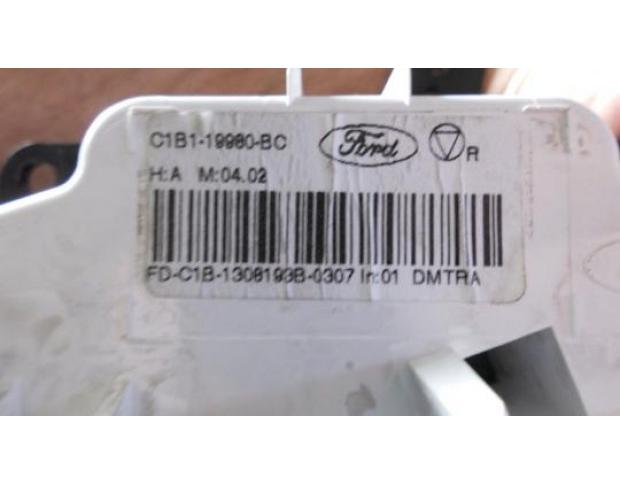 C1B1-19980-BC Ford R
H:A M:04.02
FD-C1B-1308193B-0307 In:01 DMTRA